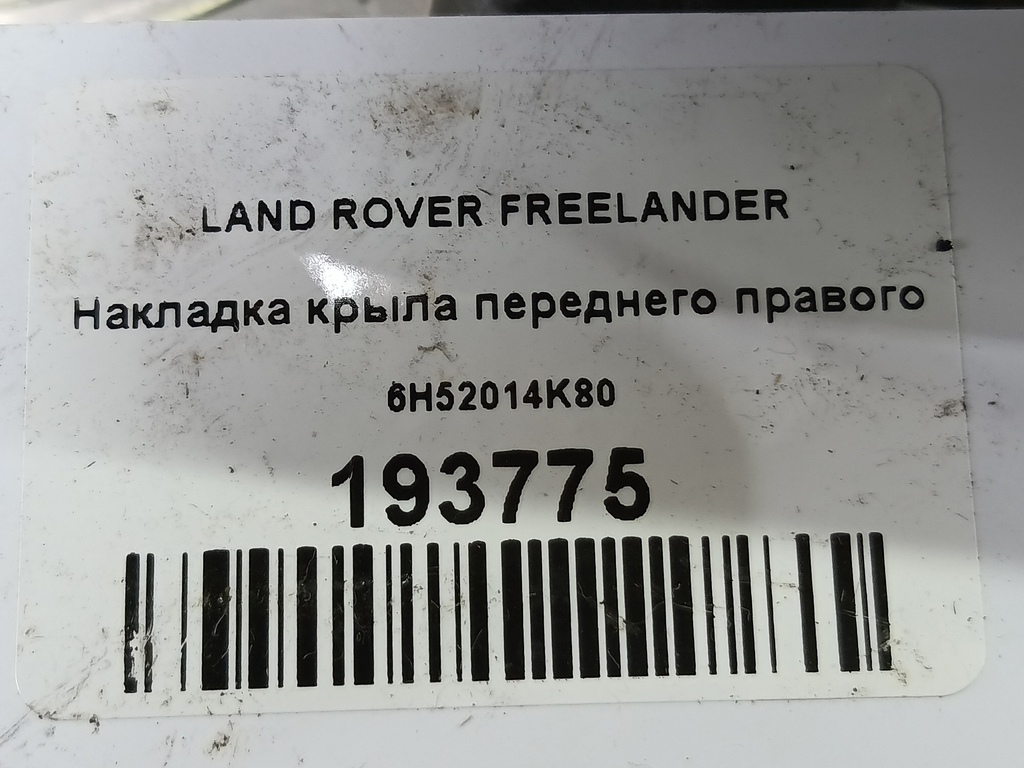 LAND ROVER FREELANDER
Накладка крыла переднего правого
6H52014K80
193775